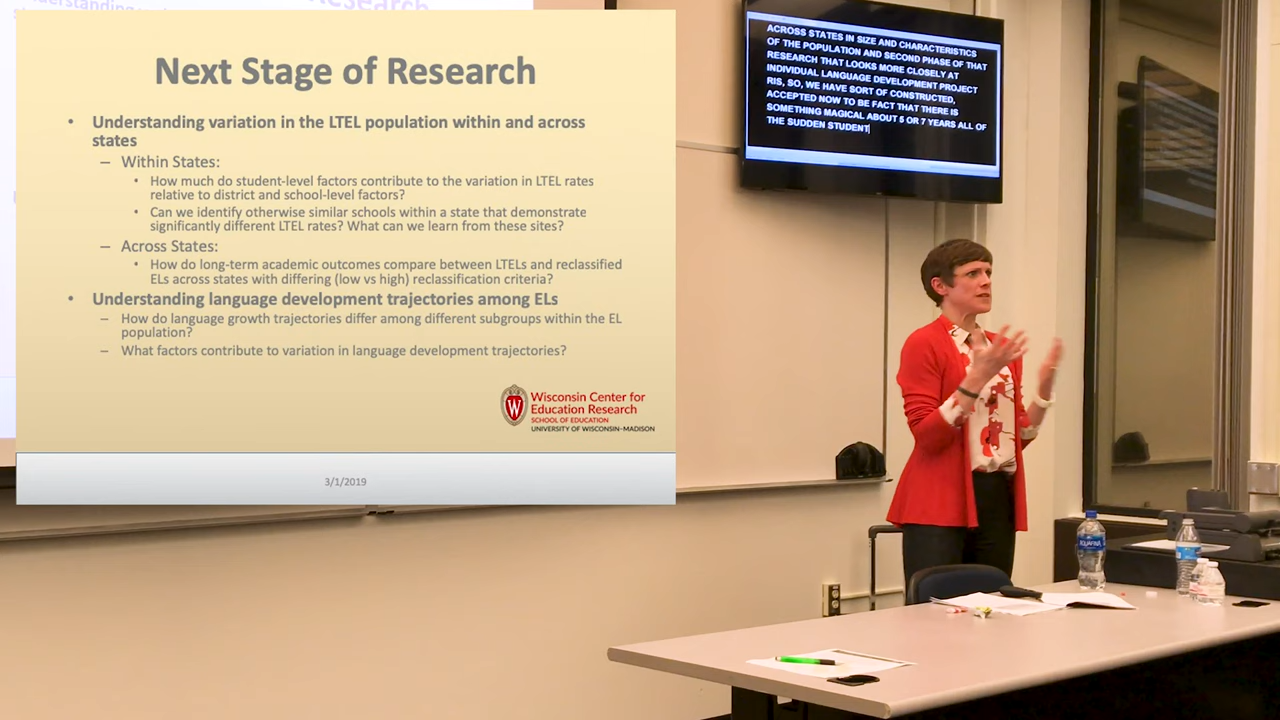 Next Stage of Research
• Understanding variation in the LTEL population within and across
states
– Within States:
• How much do student-level factors contribute to the variation in LTEL rates
relative to district and school-level factors?
• Can we identify otherwise similar schools within a state that demonstrate
significantly different LTEL rates? What can we learn from these sites?
– Across States:
• How do long-term academic outcomes compare between LTELs and reclassified
ELs across states with differing (low vs high) reclassification criteria?
• Understanding language development trajectories among ELs
– How do language growth trajectories differ among different subgroups within the EL
population?
– What factors contribute to variation in language development trajectories?
W
Wisconsin Center for
Education Research
SCHOOL OF EDUCATION
UNIVERSITY OF WISCONSIN–MADISON
3/1/2019
ACROSS STATES IN SIZE AND CHARACTERISTICS
OF THE POPULATION AND SECOND PHASE OF THAT
RESEARCH THAT LOOKS MORE CLOSELY AT
INDIVIDUAL LANGUAGE DEVELOPMENT PROJECT
RIS, SO, WE HAVE SORT OF CONSTRUCTED,
ACCEPTED NOW TO BE FACT THAT THERE IS
SOMETHING MAGICAL ABOUT 5 OR 7 YEARS ALL OF
THE SUDDEN STUDENT